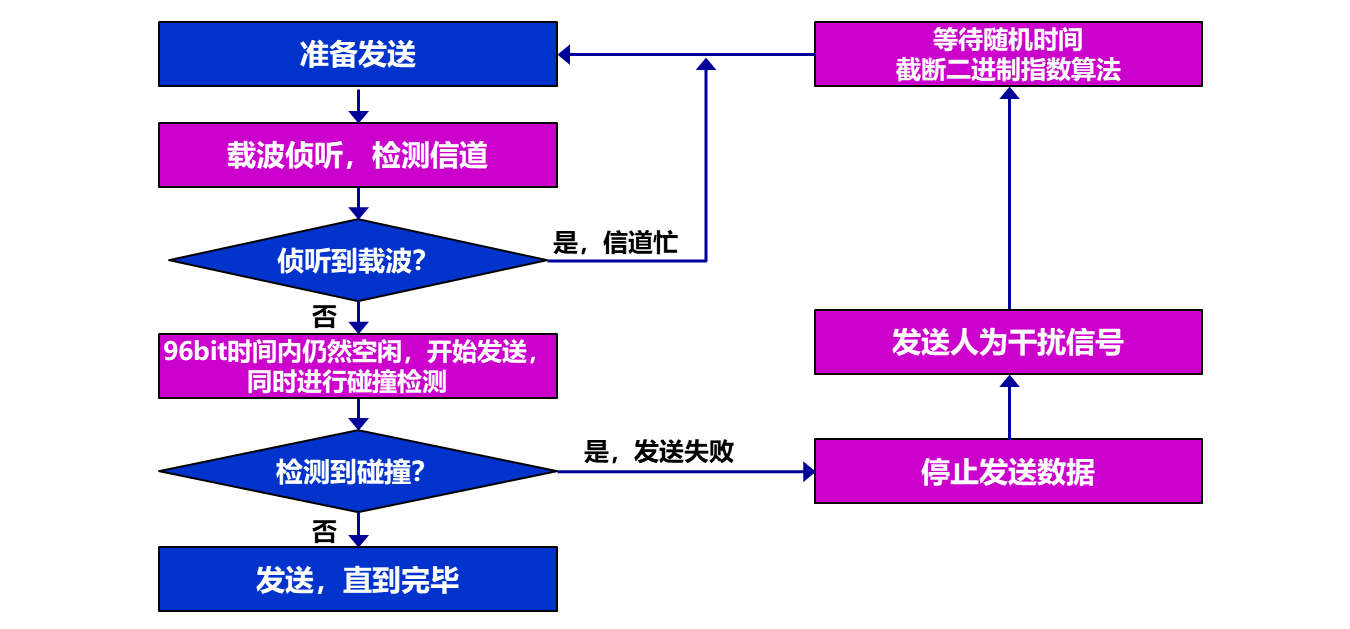 准备发送
等待随机时间
截断二进制指数算法
载波侦听，检测信道
侦听到载波？
是，信道忙
否
96bit时间内仍然空闲，开始发送，
同时进行碰撞检测
发送人为干扰信号
检测到碰撞？
是，发送失败
停止发送数据
否
发送，直到完毕